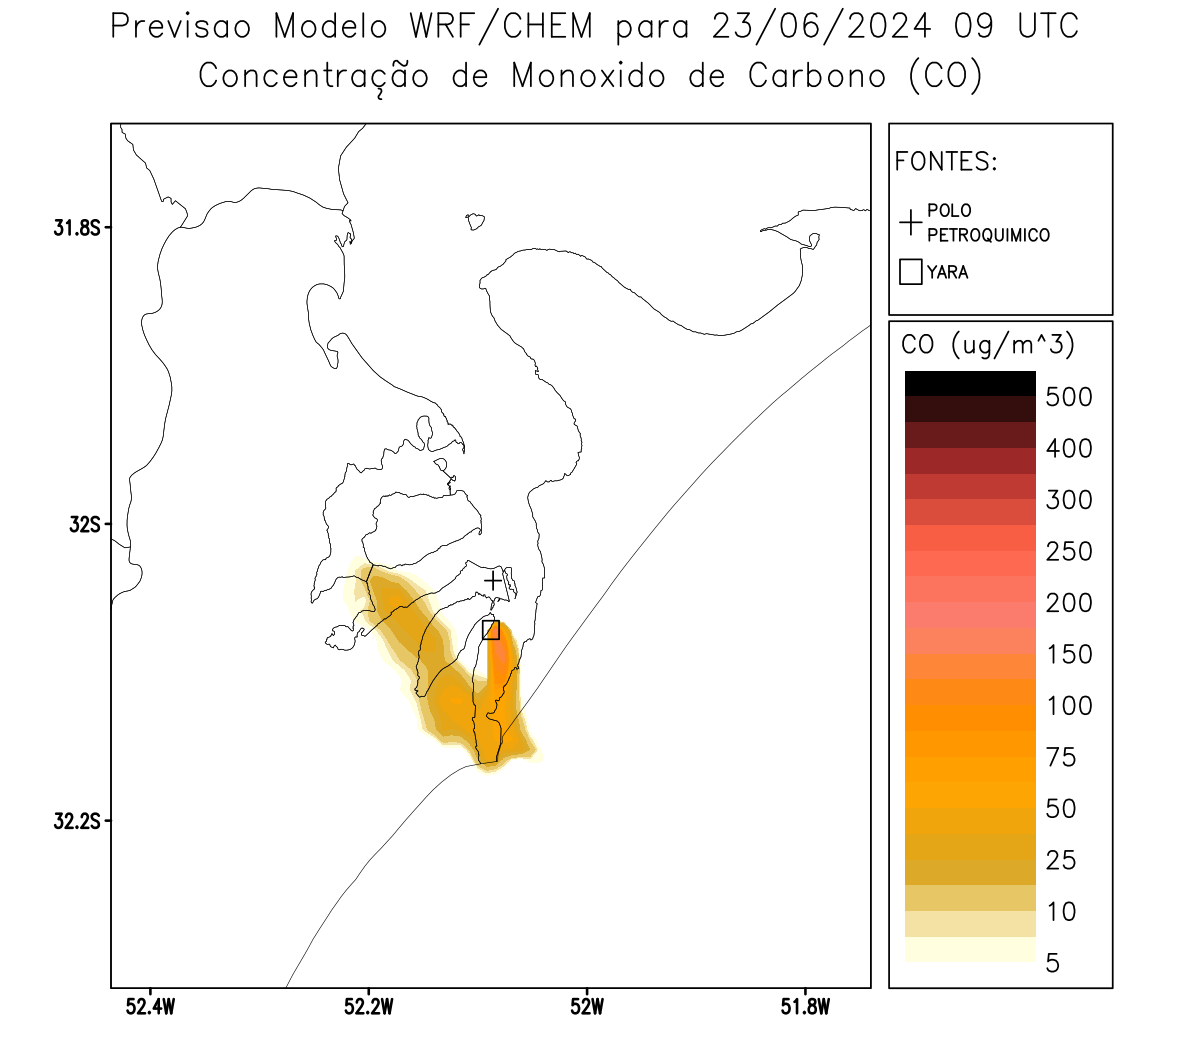 Previsao Modelo WRF/CHEM para 23/06/2024 09 UTC
Concentração de Monoxido de Carbono (CO)
FONTES:
POLO
PETROQUIMICO
YARA
CO (ug/m^3)
500
400
300
250
200
150
100
75
50
25
10
5
31.8S
32S
32.2S
52.4W
52.2W
52W
51.8W